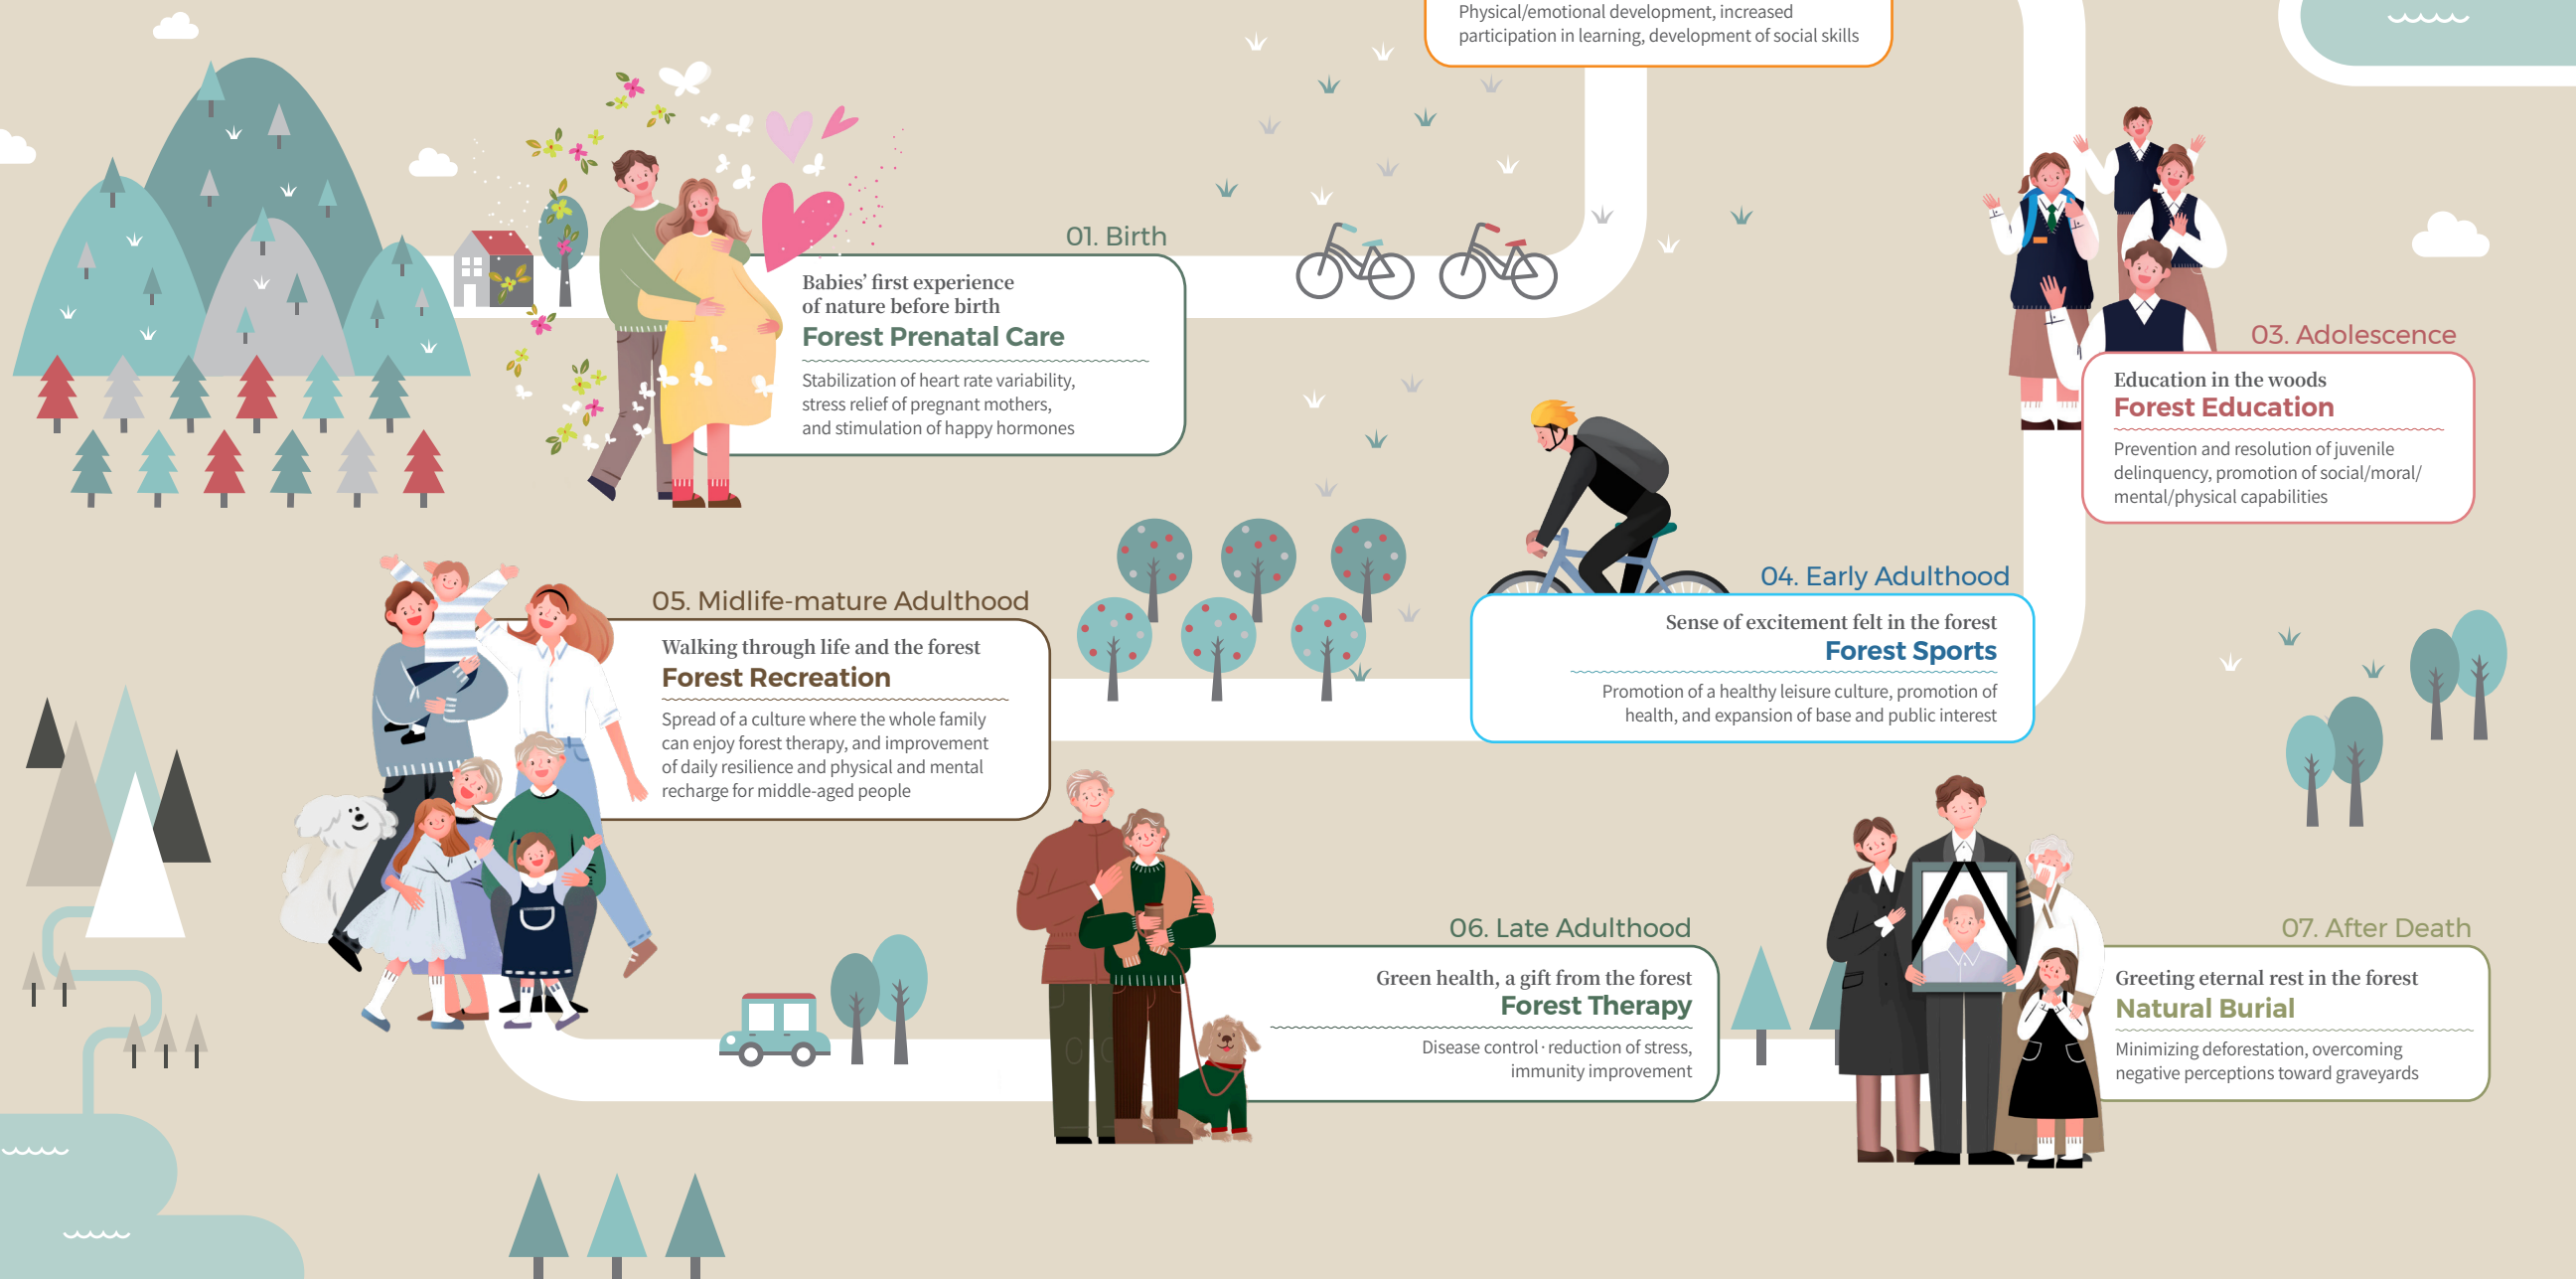 Physical/emotional development, increased
participation in learning, development of social skills
01. Birth
Babies’ first experience
of nature before birth
Forest Prenatal Care
Stabilization of heart rate variability,
stress relief of pregnant mothers,
and stimulation of happy hormones
03. Adolescence
Education in the woods
Forest Education
Prevention and resolution of juvenile
delinquency, promotion of social/moral/
mental/physical capabilities
04. Early Adulthood
Sense of excitement felt in the forest
Forest Sports
Promotion of a healthy leisure culture, promotion of
health, and expansion of base and public interest
05. Midlife-mature Adulthood
Walking through life and the forest
Forest Recreation
Spread of a culture where the whole family
can enjoy forest therapy, and improvement
of daily resilience and physical and mental
recharge for middle-aged people
06. Late Adulthood
Green health, a gift from the forest
Forest Therapy
Disease control · reduction of stress,
immunity improvement
07. After Death
Greeting eternal rest in the forest
Natural Burial
Minimizing deforestation, overcoming
negative perceptions toward graveyards